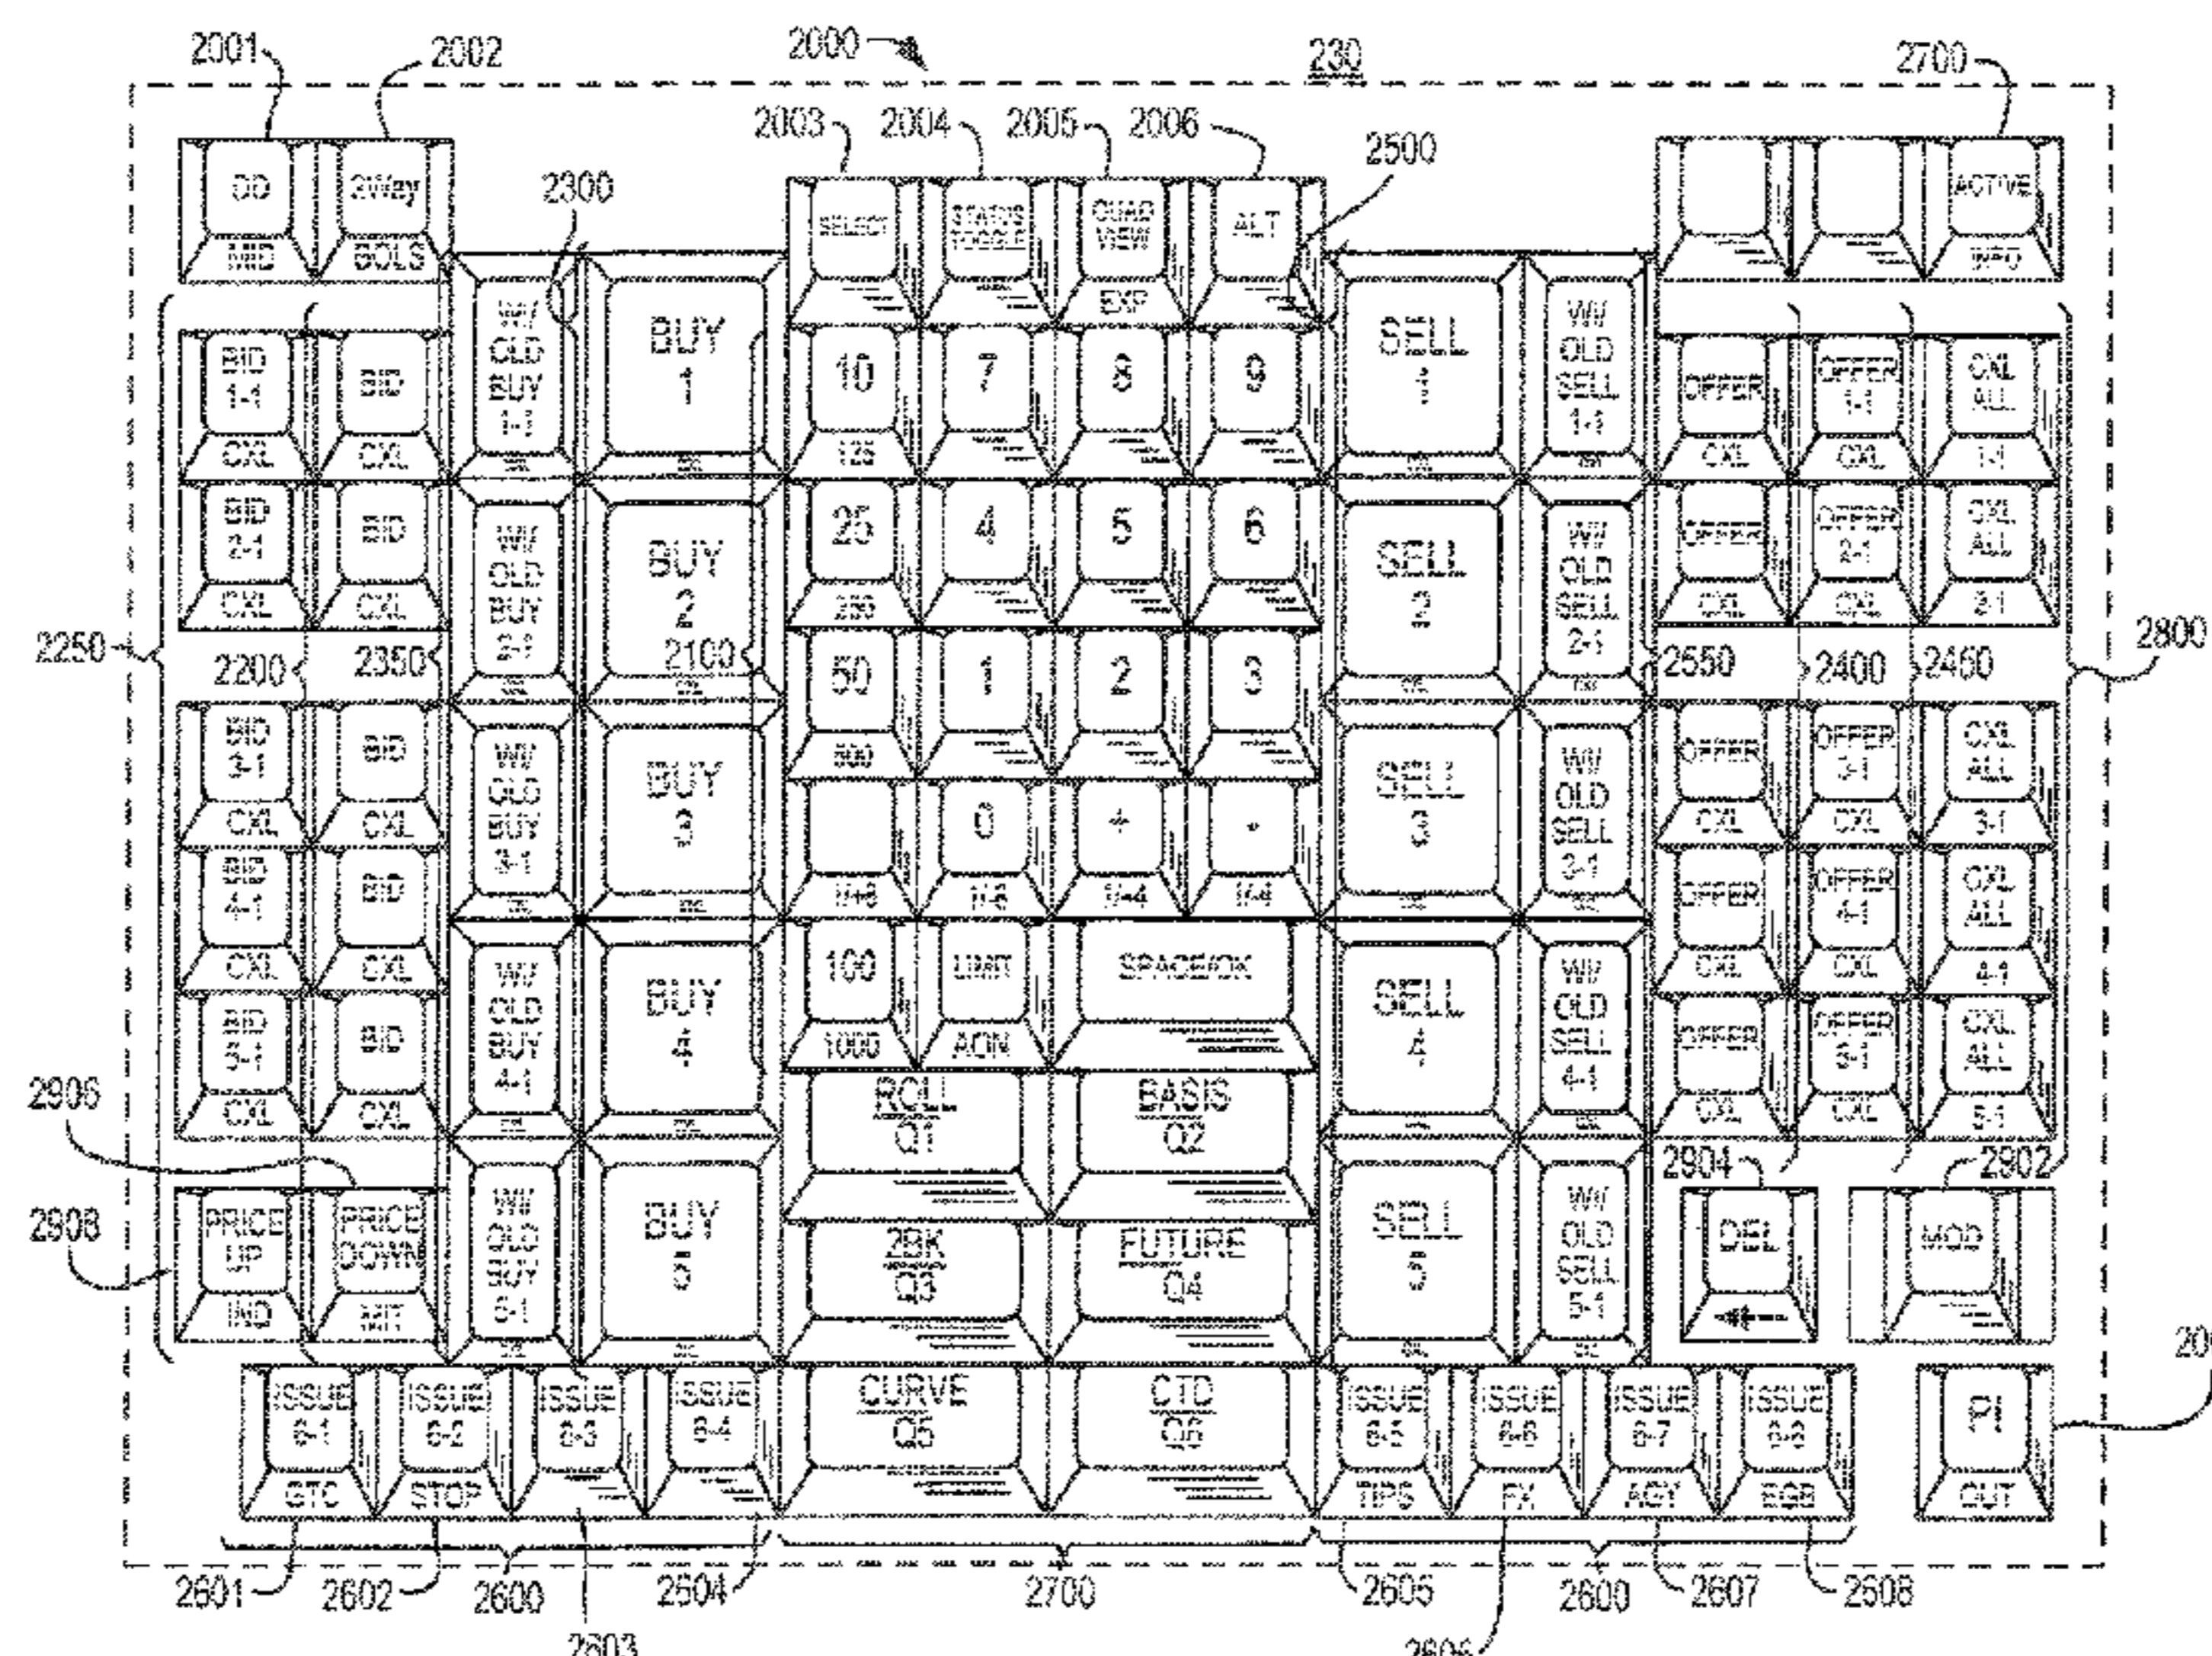 2001 2002 2000 230 2700
2003 2004 2005 2006 2500
2300
2Way ACTIVE
SELECT STATUS QUAD VIEW ALT
BOLS EXP
BUY 1 SELL 1
W/ OLD BUY 1-1 W/ OLD SELL 1-1
BID 1-1 BID 10 7 8 9 OFFER OFFER 1-1 CXL ALL
CXL CXL 125 CXL CXL 1-1
BID 2-1 BID 25 4 5 6 OFFER OFFER 2-1 CXL ALL
CXL CXL 250 CXL CXL 2-1
W/ OLD BUY 2-1 BUY 2 SELL 2 W/ OLD SELL 2-1
2250 2200 2350 2100 2550 2400 2460 2800
50 1 2 3
500
BID 3-1 BID OFFER OFFER 3-1 CXL ALL
CXL CXL CXL CXL 3-1
W/ OLD BUY 3-1 BUY 3 SELL 3 W/ OLD SELL 3-1
0 +
BID 4-1 BID OFFER OFFER 4-1 CXL ALL
CXL CXL CXL CXL 4-1
W/ OLD BUY 4-1 BUY 4 SELL 4 W/ OLD SELL 4-1
100 LIMIT SPACE/OK
1000 AON
BID 5-1 BID OFFER OFFER 5-1 CXL ALL
CXL CXL CXL CXL 5-1
ROLL Q1 BASIS Q2
2906 2904 2902
2908 PRICE UP PRICE DOWN
IND HIT
W/ OLD BUY 5-1 BUY 5 SELL 5 W/ OLD SELL 5-1
DEL MOD
2BK Q3 FUTURE Q4
ISSUE 6-1 ISSUE 6-2 ISSUE 6-3 ISSUE 6-4 CURVE Q5 CTD Q6 ISSUE 6-5 ISSUE 6-6 ISSUE 6-7 ISSUE 6-8 PI
GTC STOP TIPS FX AGY OUT
2601 2602 2600 2604 2700 2605 2600 2607 2608
2603 2606